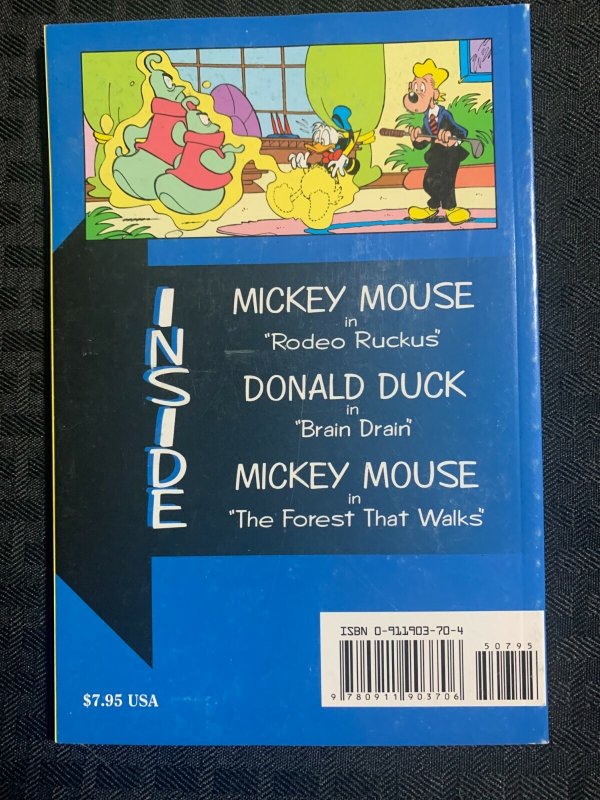 INSIDE
MICKEY MOUSE
in
"Rodeo Ruckus"
DONALD DUCK
in
"Brain Drain"
MICKEY MOUSE
in
"The Forest That Walks"
ISBN 0-911903-70-4
50795
9 780911 903706
$7.95 USA